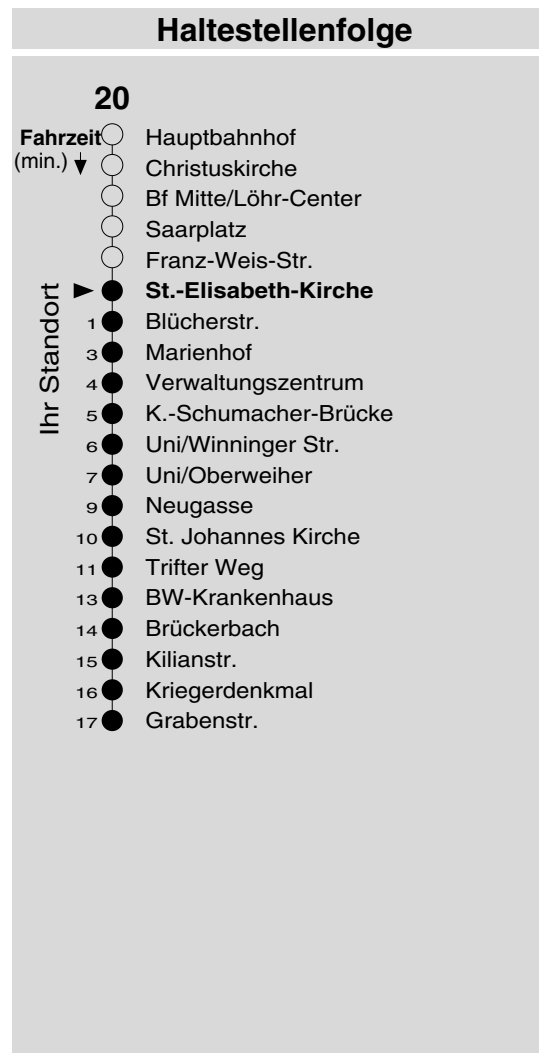 Haltestellenfolge
20
Fahrzeit
(min.)
Hauptbahnhof
Christuskirche
Bf Mitte/Löhr-Center
Saarplatz
Franz-Weis-Str.
Ihr Standort
St.-Elisabeth-Kirche
1 Blücherstr.
3 Marienhof
4 Verwaltungszentrum
5 K.-Schumacher-Brücke
6 Uni/Winninger Str.
7 Uni/Oberweiher
9 Neugasse
10 St. Johannes Kirche
11 Trifter Weg
13 BW-Krankenhaus
14 Brückerbach
15 Kilianstr.
16 Kriegerdenkmal
17 Grabenstr.